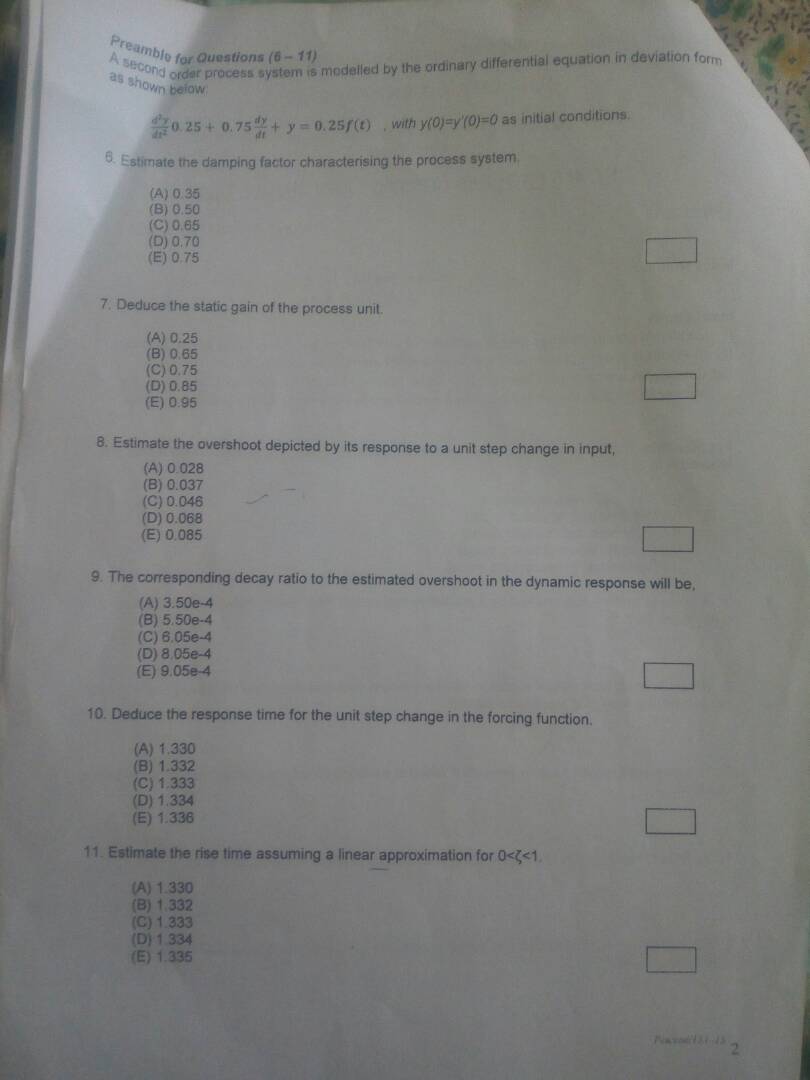 Preamble for Questions (6 – 11)
A second order process system is modelled by the ordinary differential equation in deviation form
as shown below:
d²y/dt² 0.25 + 0.75 dy/dt + y = 0.25f(t) , with y(0)=y'(0)=0 as initial conditions.
6. Estimate the damping factor characterising the process system.
(A) 0.35
(B) 0.50
(C) 0.65
(D) 0.70
(E) 0.75
7. Deduce the static gain of the process unit.
(A) 0.25
(B) 0.65
(C) 0.75
(D) 0.85
(E) 0.95
8. Estimate the overshoot depicted by its response to a unit step change in input,
(A) 0.028
(B) 0.037
(C) 0.046
(D) 0.068
(E) 0.085
9. The corresponding decay ratio to the estimated overshoot in the dynamic response will be,
(A) 3.50e-4
(B) 5.50e-4
(C) 6.05e-4
(D) 8.05e-4
(E) 9.05e-4
10. Deduce the response time for the unit step change in the forcing function.
(A) 1.330
(B) 1.332
(C) 1.333
(D) 1.334
(E) 1.336
11. Estimate the rise time assuming a linear approximation for 0<ζ<1.
(A) 1.330
(B) 1.332
(C) 1.333
(D) 1.334
(E) 1.335
2